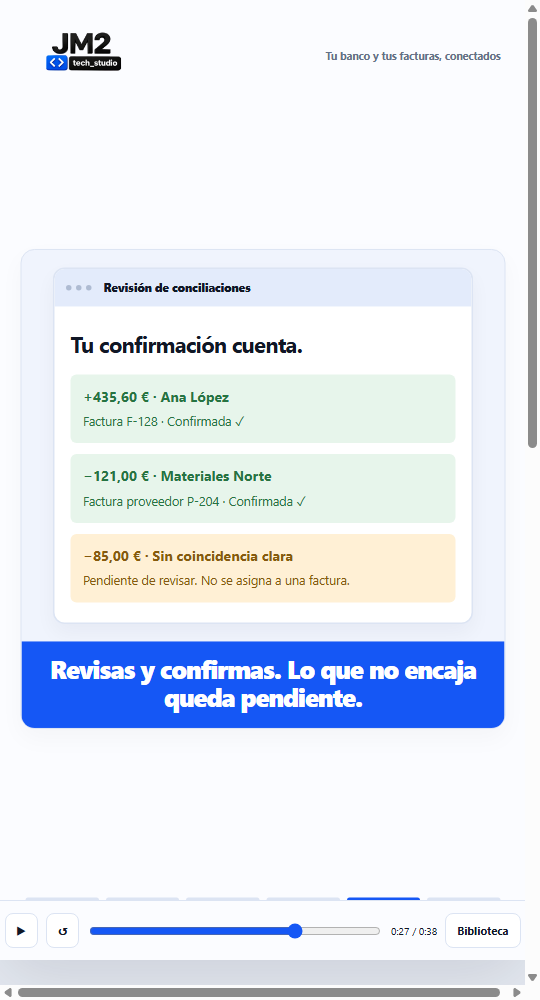 JM2
<> tech_studio
Tu banco y tus facturas, conectados
Revisión de conciliaciones
Tu confirmación cuenta.
+435,60 € · Ana López
Factura F-128 · Confirmada ✓
−121,00 € · Materiales Norte
Factura proveedor P-204 · Confirmada ✓
−85,00 € · Sin coincidencia clara
Pendiente de revisar. No se asigna a una factura.
Revisas y confirmas. Lo que no encaja
queda pendiente.
0:27 / 0:38
Biblioteca